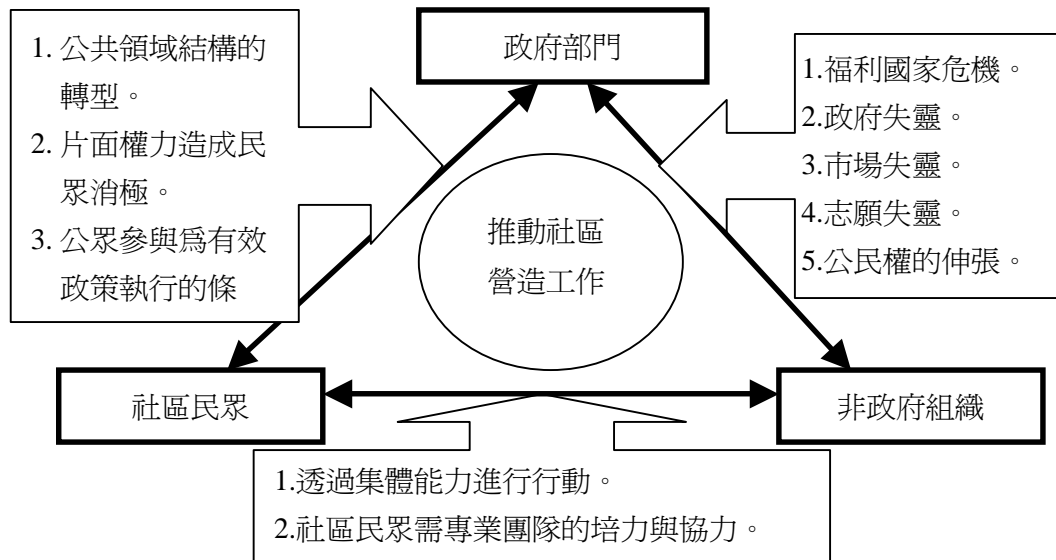 政府部門
1. 公共領域結構的
轉型。
2. 片面權力造成民
眾消極。
3. 公眾參與爲有效
政策執行的條
1.福利國家危機。
2.政府失靈。
3.市場失靈。
4.志願失靈。
5.公民權的伸張。
推動社區
營造工作
社區民眾
非政府組織
1.透過集體能力進行行動。
2.社區民眾需專業團隊的培力與協力。